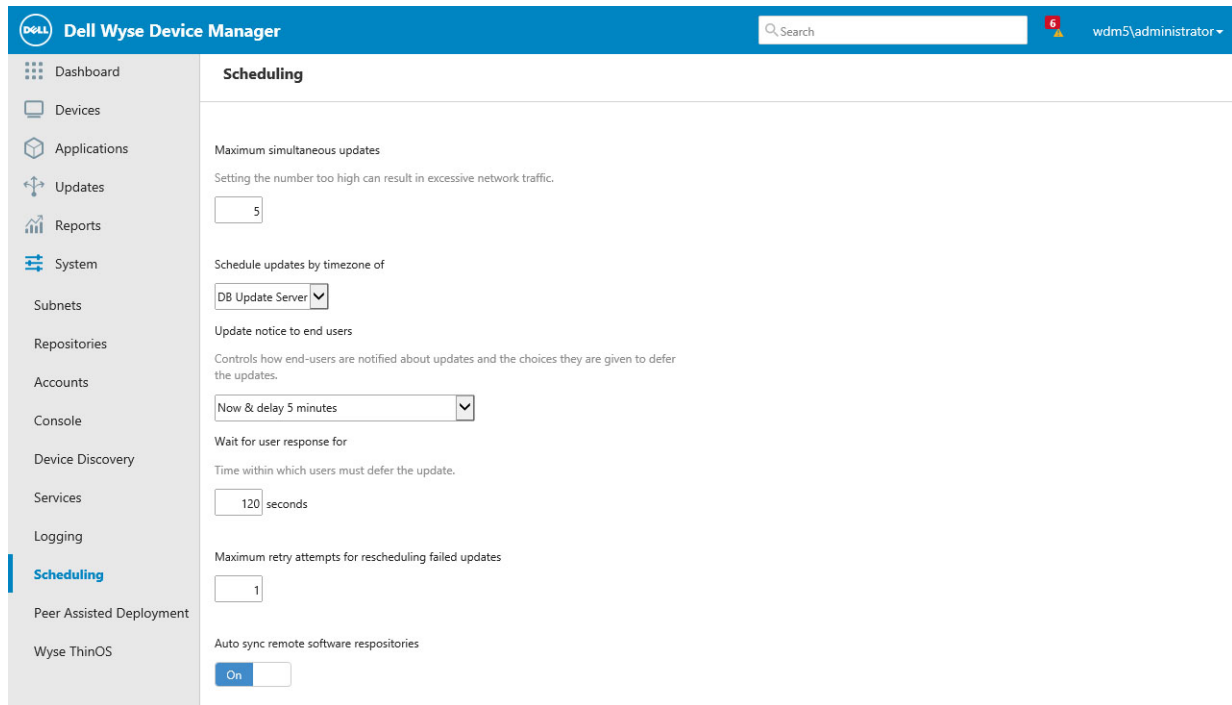 DELL
Dell Wyse Device Manager
Search
6
wdm5\administrator
Dashboard
Devices
Applications
Updates
Reports
System
Subnets
Repositories
Accounts
Console
Device Discovery
Services
Logging
Scheduling
Peer Assisted Deployment
Wyse ThinOS
Scheduling
Maximum simultaneous updates
Setting the number too high can result in excessive network traffic.
5
Schedule updates by timezone of
DB Update Server
Update notice to end users
Controls how end-users are notified about updates and the choices they are given to defer
the updates.
Now & delay 5 minutes
Wait for user response for
Time within which users must defer the update.
120 seconds
Maximum retry attempts for rescheduling failed updates
1
Auto sync remote software respositories
On